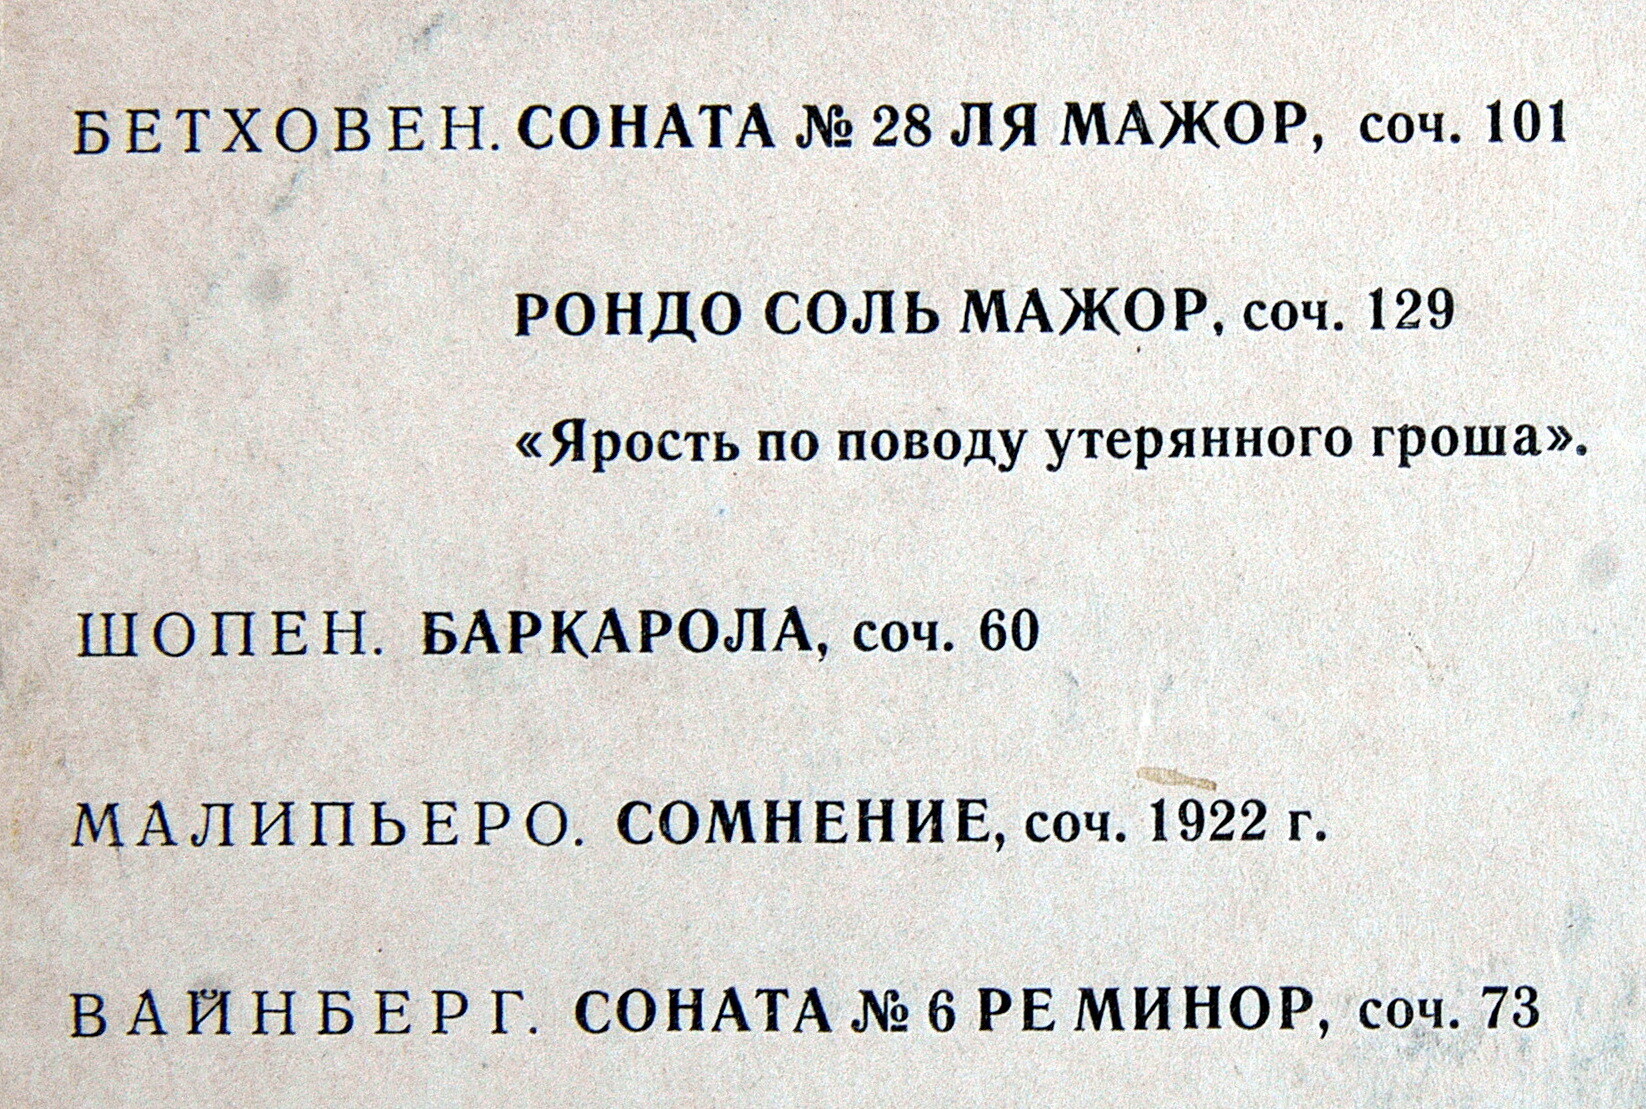 БЕТХОВЕН. СОНАТА № 28 ЛЯ МАЖОР, соч. 101
РОНДО СОЛЬ МАЖОР, соч. 129
«Ярость по поводу утерянного гроша».
ШОПЕН. БАРКАРОЛА, соч. 60
МАЛИПЬЕРО. СОМНЕНИЕ, соч. 1922 г.
ВАЙНБЕРГ. СОНАТА № 6 РЕ МИНОР, соч. 73